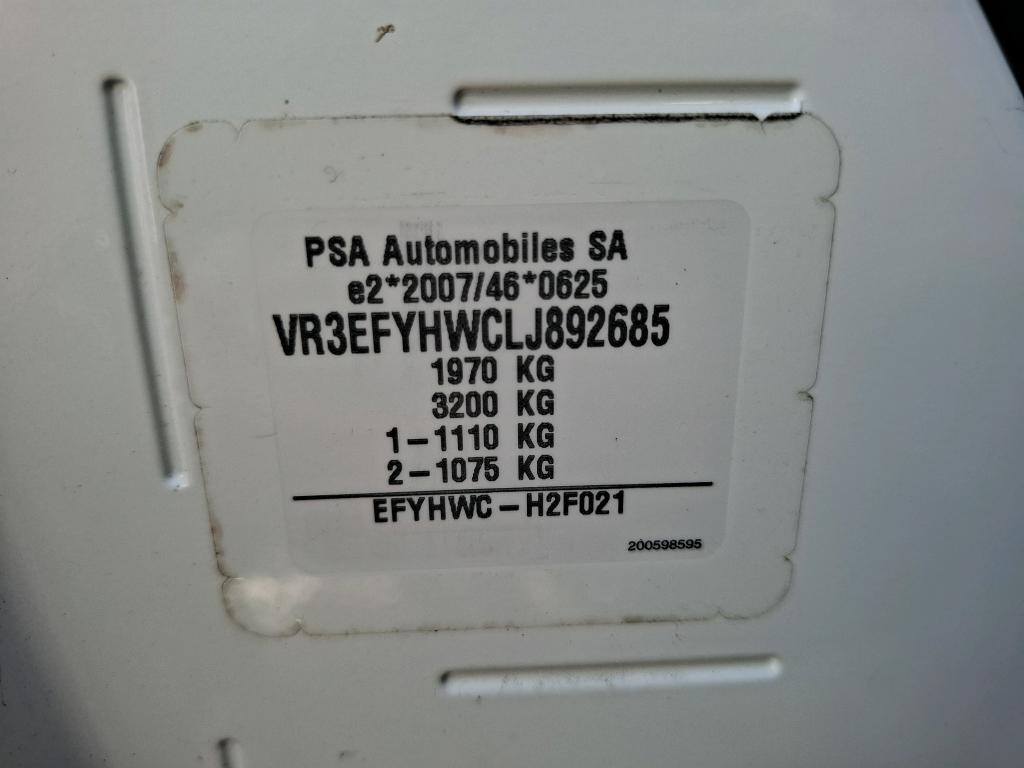 PSA Automobiles SA
e2*2007/46*0625
VR3EFYHWCLJ892685
1970 KG
3200 KG
1-1110 KG
2-1075 KG
EFYHWC-H2F021
200598595